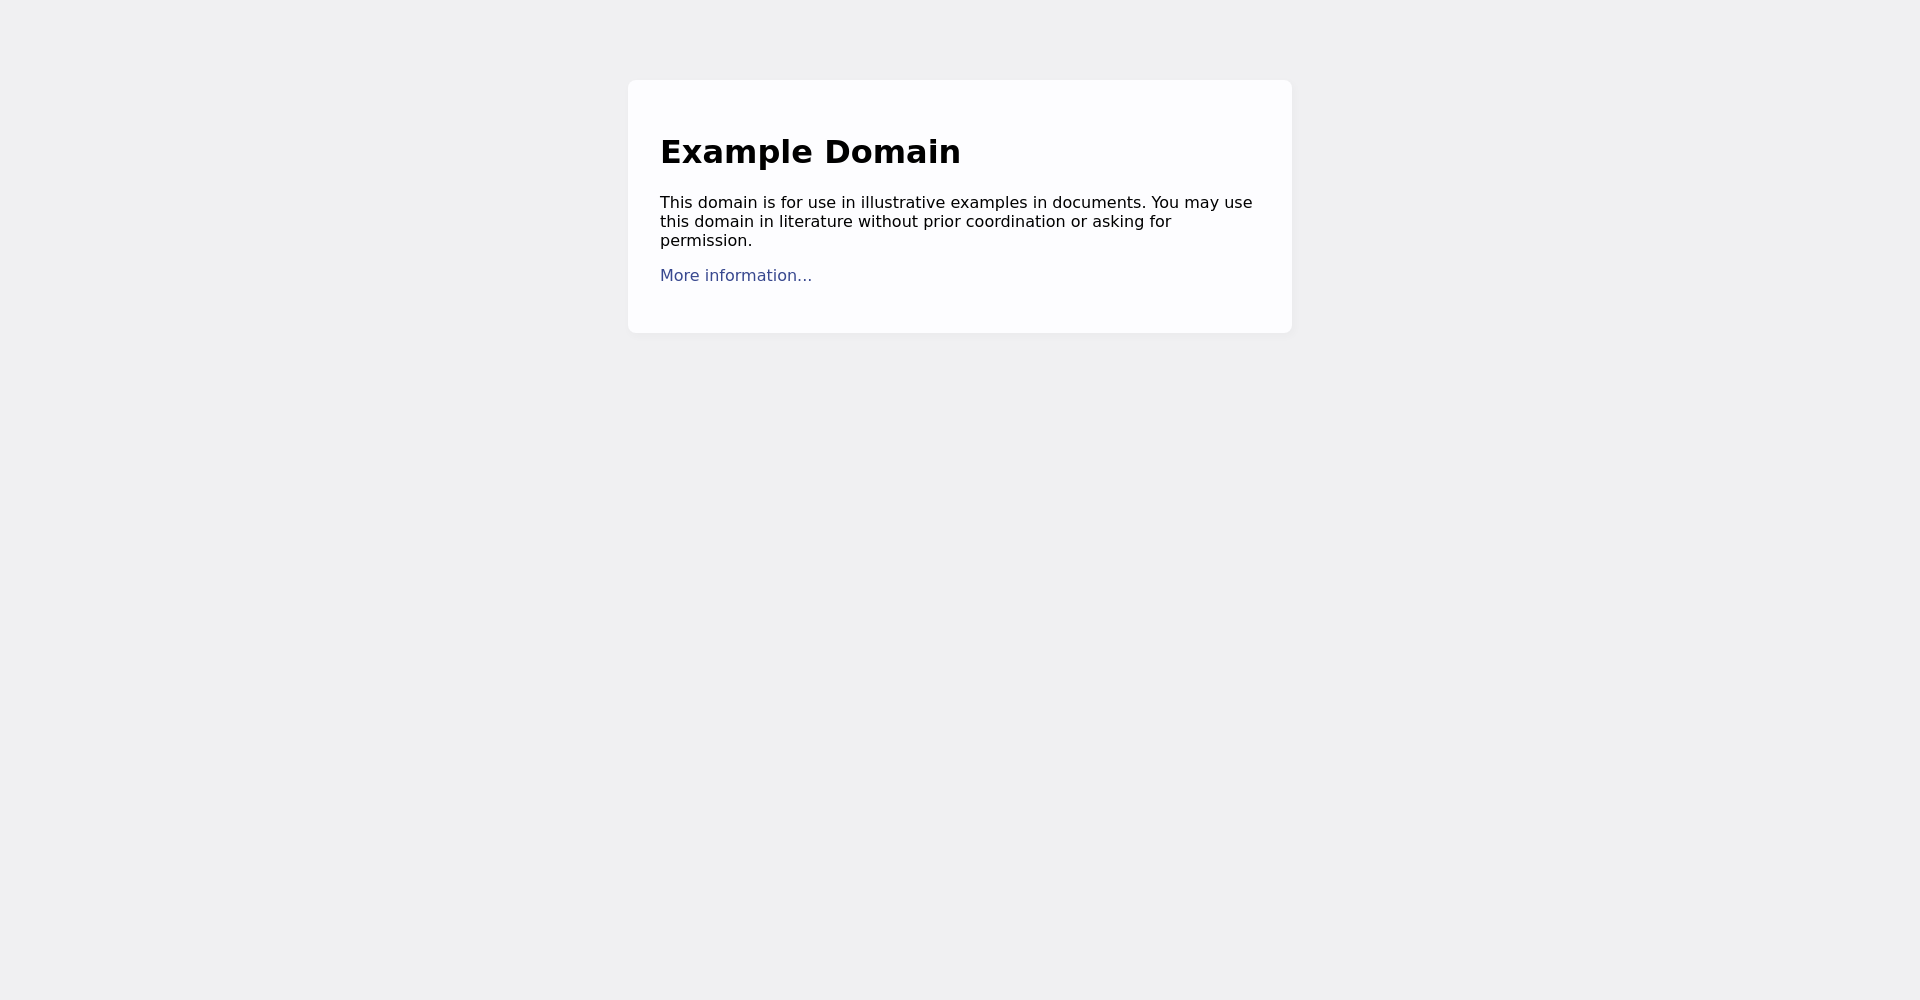 Example Domain
This domain is for use in illustrative examples in documents. You may use
this domain in literature without prior coordination or asking for
permission.
More information...